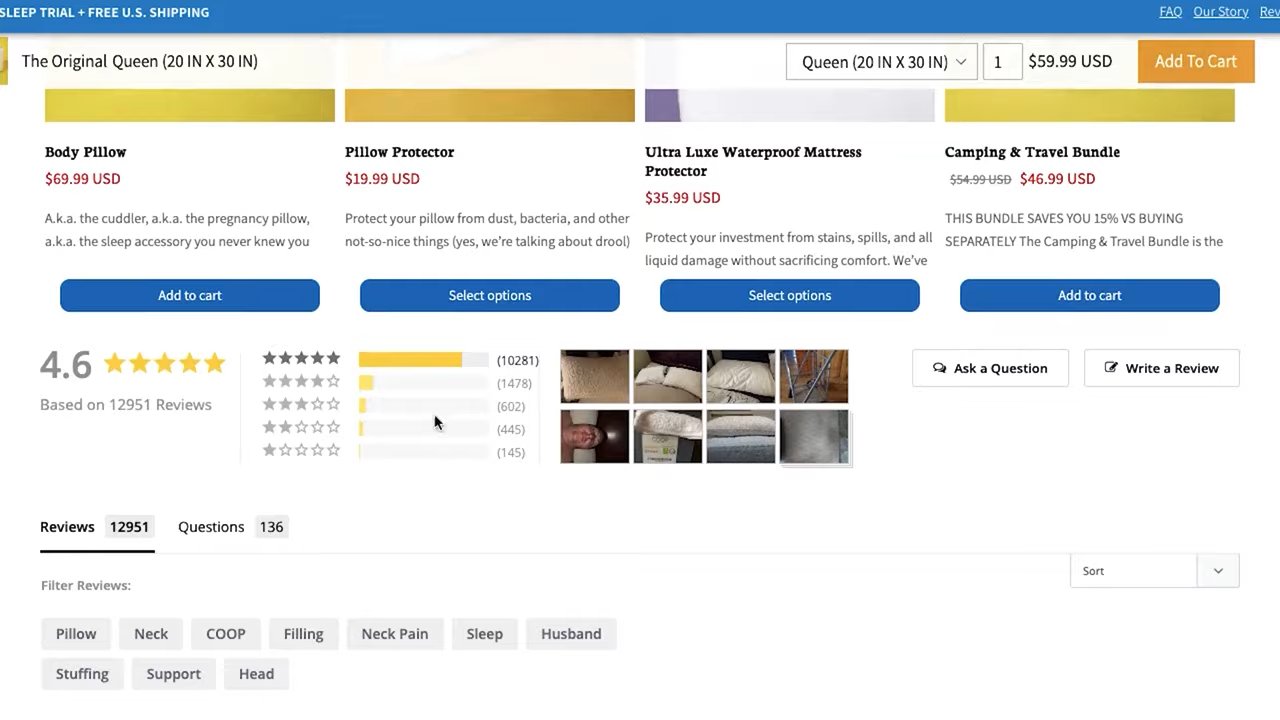 SLEEP TRIAL + FREE U.S. SHIPPING
FAQ Our Story Rev
The Original Queen (20 IN X 30 IN)
Queen (20 IN X 30 IN) 1 $59.99 USD Add To Cart
Body Pillow
$69.99 USD
A.k.a. the cuddler, a.k.a. the pregnancy pillow,
a.k.a. the sleep accessory you never knew you
Add to cart
Pillow Protector
$19.99 USD
Protect your pillow from dust, bacteria, and other
not-so-nice things (yes, we're talking about drool)
Select options
Ultra Luxe Waterproof Mattress
Protector
$35.99 USD
Protect your investment from stains, spills, and all
liquid damage without sacrificing comfort. We've
Select options
Camping & Travel Bundle
$54.99 USD $46.99 USD
THIS BUNDLE SAVES YOU 15% VS BUYING
SEPARATELY The Camping & Travel Bundle is the
Add to cart
4.6
Based on 12951 Reviews
(10281)
(1478)
(602)
(445)
(145)
Ask a Question
Write a Review
Reviews 12951 Questions 136
Sort
Filter Reviews:
Pillow Neck COOP Filling Neck Pain Sleep Husband
Stuffing Support Head